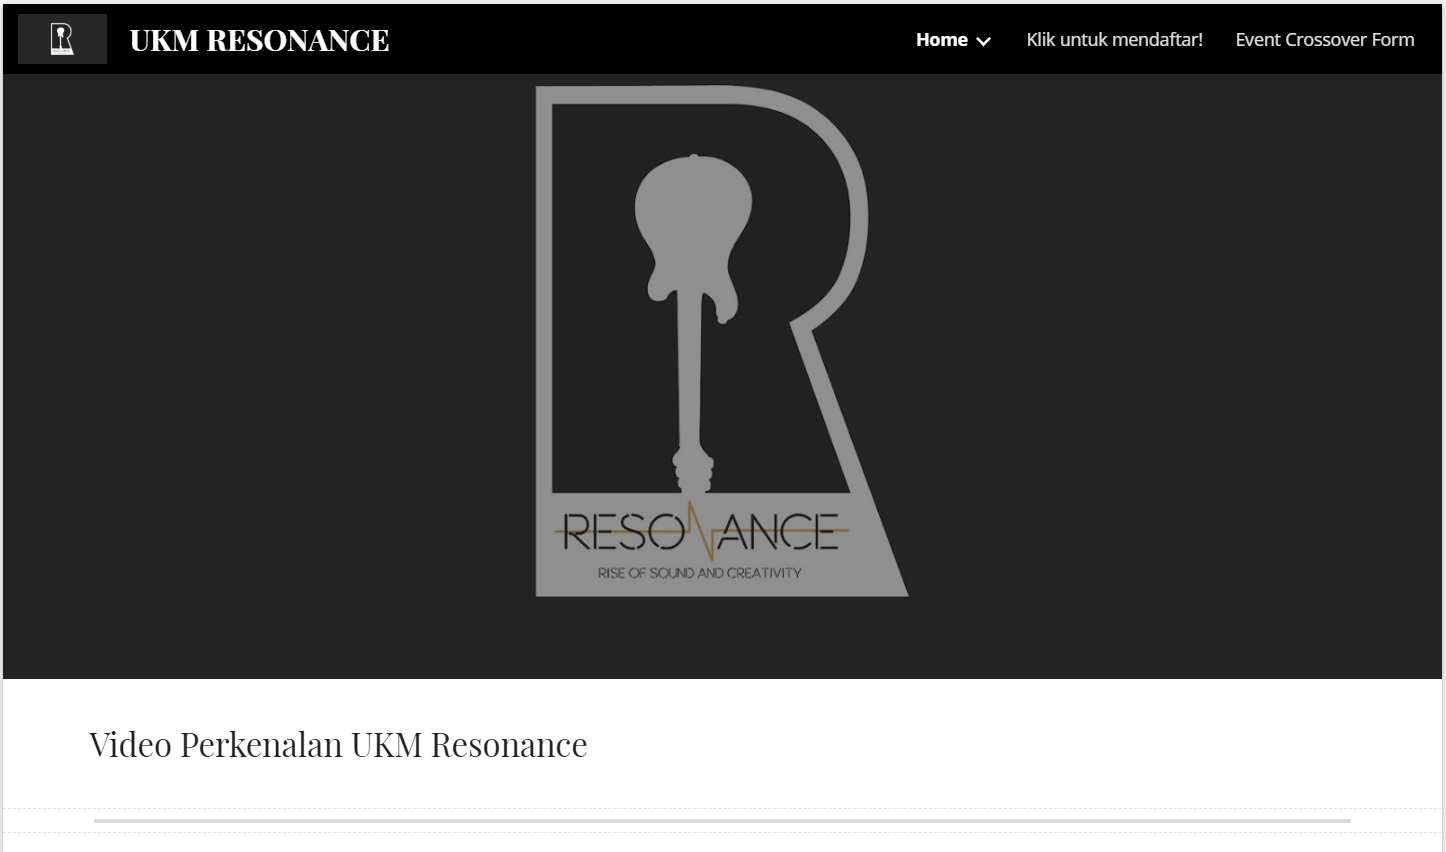 UKM RESONANCE
Home
Klik untuk mendaftar!
Event Crossover Form
RESONANCE
RISE OF SOUND AND CREATIVITY
Video Perkenalan UKM Resonance